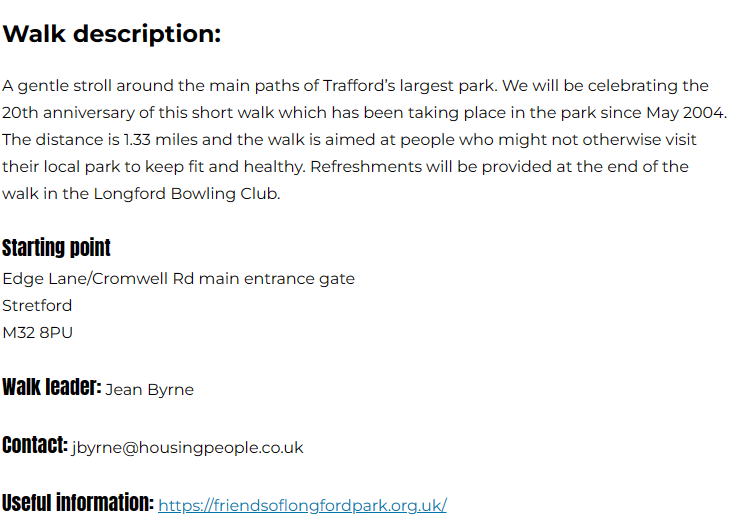 Walk description:
A gentle stroll around the main paths of Trafford’s largest park. We will be celebrating the
20th anniversary of this short walk which has been taking place in the park since May 2004.
The distance is 1.33 miles and the walk is aimed at people who might not otherwise visit
their local park to keep fit and healthy. Refreshments will be provided at the end of the
walk in the Longford Bowling Club.
Starting point
Edge Lane/Cromwell Rd main entrance gate
Stretford
M32 8PU
Walk leader: Jean Byrne
Contact: jbyrne@housingpeople.co.uk
Useful information: https://friendsoflongfordpark.org.uk/